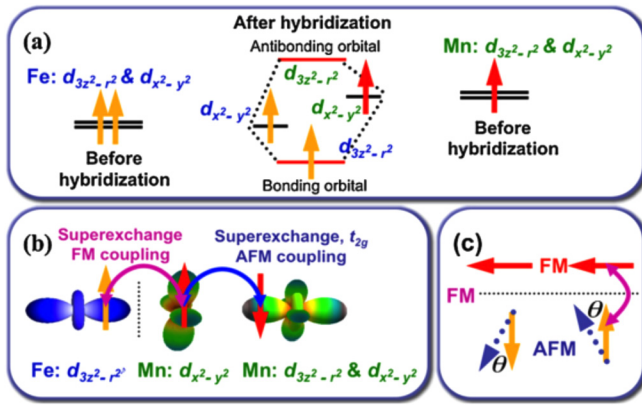 (a)
After hybridization
Antibonding orbital
Fe: d3z²- r² & dx²- y²
Mn: d3z²- r² & dx²- y²
d3z²- r²
dx²- y²
dx²- y²
d3z²- r²
Before
hybridization
Bonding orbital
Before
hybridization
(b)
Superexchange
FM coupling
Superexchange, t2g
AFM coupling
Fe: d3z²- r²
Mn: dx²- y²
Mn: d3z²- r² & dx²- y²
(c)
FM
FM
θ
θ
AFM